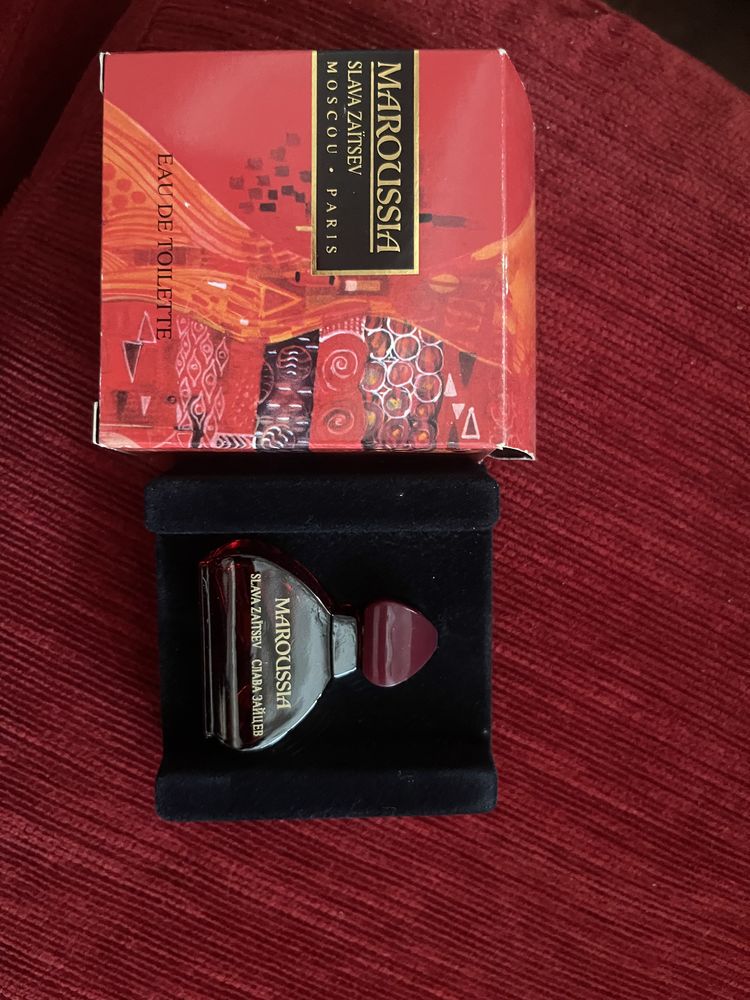 MAROUSSIA
SLAVA ZAÏTSEV
MOSCOU • PARIS
EAU DE TOILETTE
MAROUSSIA
SLAVA ZAÏTSEV СЛАВА ЗАЙЦЕВ